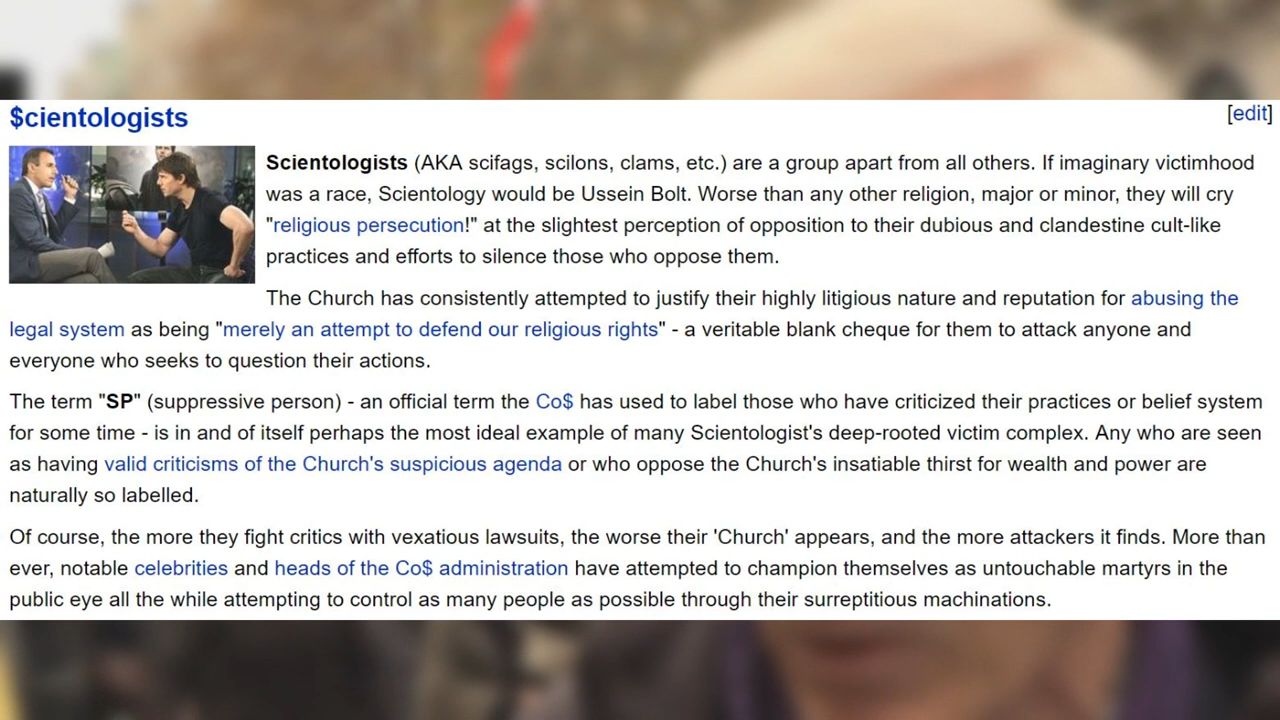 $cientologists
[edit]
Scientologists (AKA scifags, scilons, clams, etc.) are a group apart from all others. If imaginary victimhood
was a race, Scientology would be Ussein Bolt. Worse than any other religion, major or minor, they will cry
"religious persecution!" at the slightest perception of opposition to their dubious and clandestine cult-like
practices and efforts to silence those who oppose them.
The Church has consistently attempted to justify their highly litigious nature and reputation for abusing the
legal system as being "merely an attempt to defend our religious rights" - a veritable blank cheque for them to attack anyone and
everyone who seeks to question their actions.
The term "SP" (suppressive person) - an official term the Co$ has used to label those who have criticized their practices or belief system
for some time - is in and of itself perhaps the most ideal example of many Scientologist's deep-rooted victim complex. Any who are seen
as having valid criticisms of the Church's suspicious agenda or who oppose the Church's insatiable thirst for wealth and power are
naturally so labelled.
Of course, the more they fight critics with vexatious lawsuits, the worse their 'Church' appears, and the more attackers it finds. More than
ever, notable celebrities and heads of the Co$ administration have attempted to champion themselves as untouchable martyrs in the
public eye all the while attempting to control as many people as possible through their surreptitious machinations.